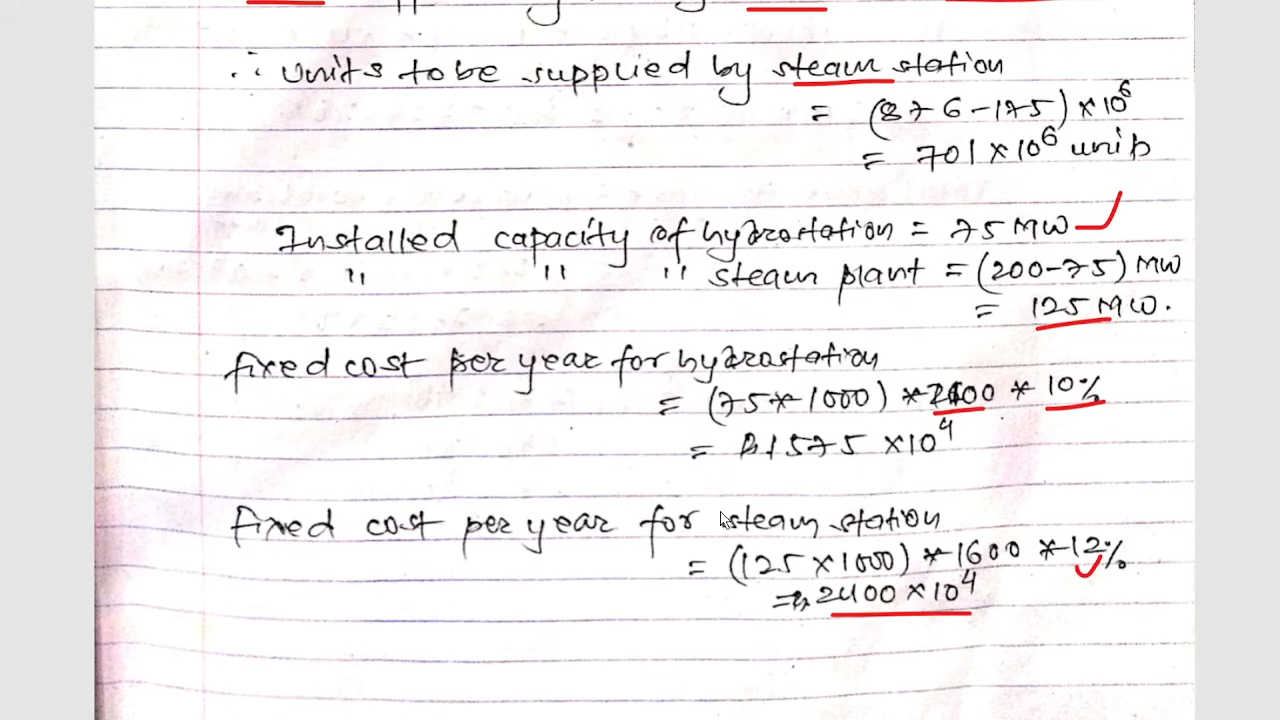 ∴ units to be supplied by steam station
= (876-175) × 10⁶
= 701 × 10⁶ units
Installed capacity of hydrostation = 75 MW
" " " steam plant = (200-75) MW
= 125 MW.
fixed cost per year for hydrostation
= (75 * 1000) * 2100 * 10%
= 1575 × 10⁴
fixed cost per year for steam station
= (125 × 1000) * 1600 * 12%
= 2400 × 10⁴